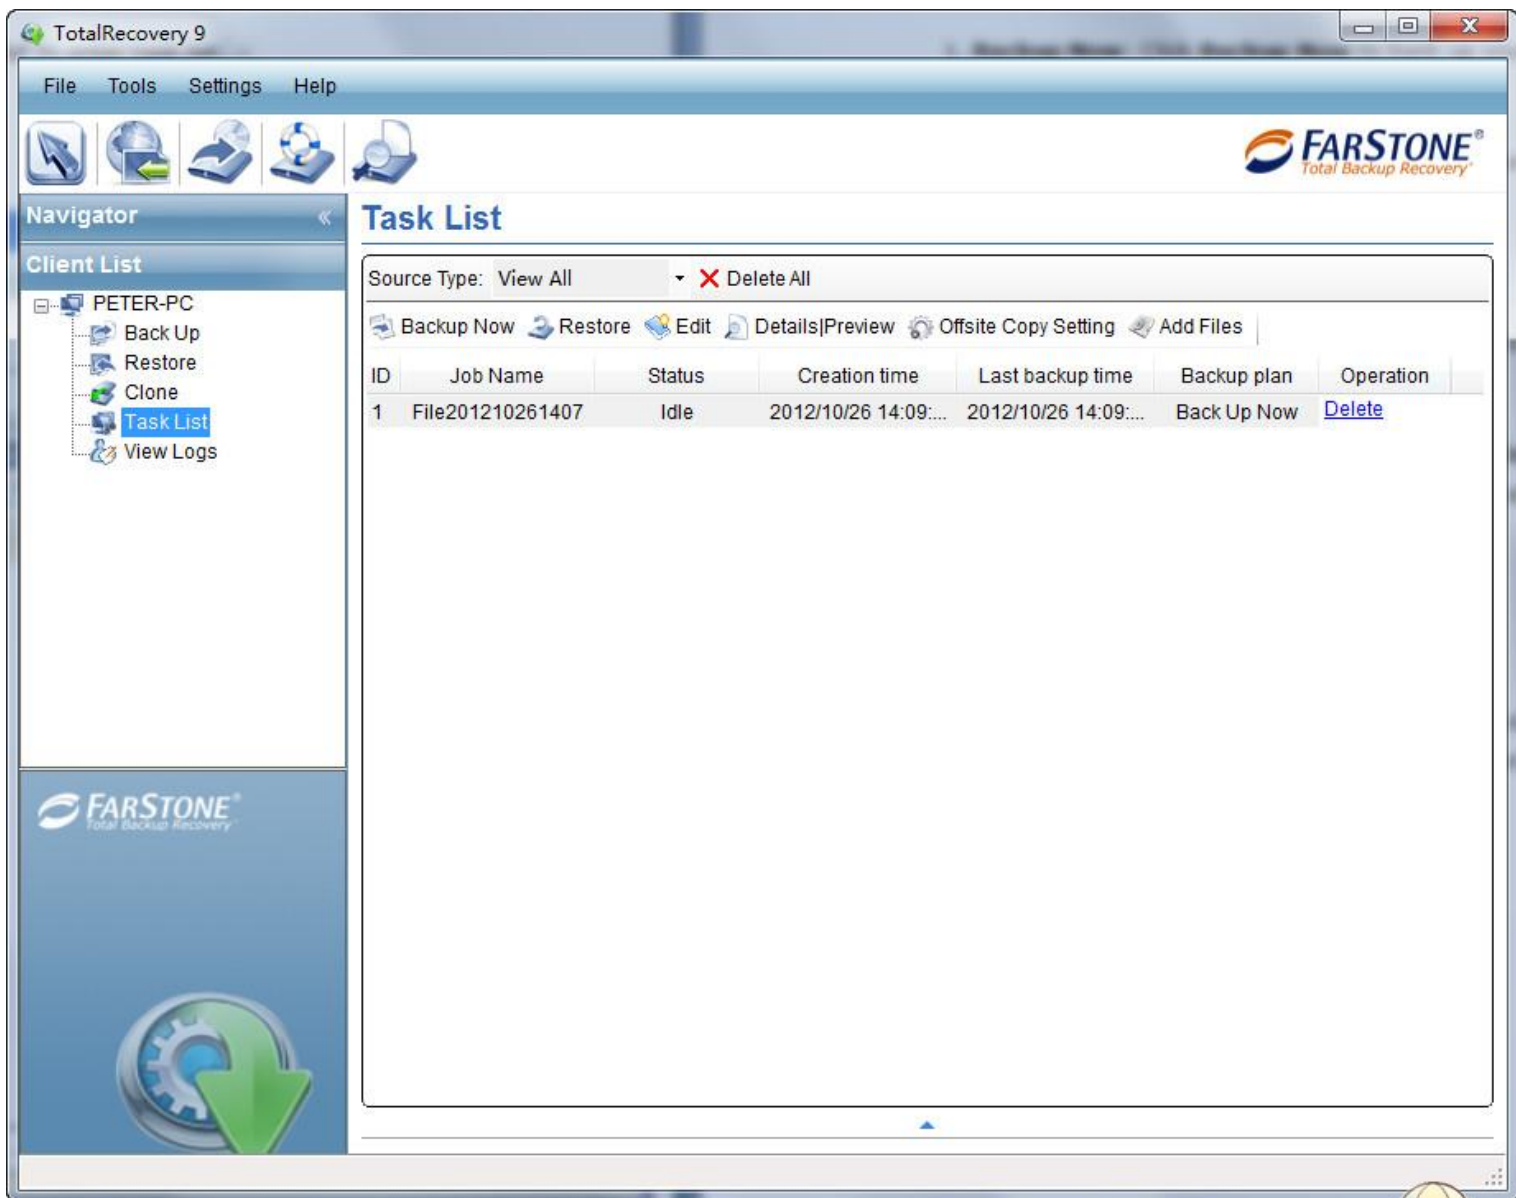 TotalRecovery 9
File Tools Settings Help
FARSTONE®
Total Backup Recovery
Navigator «
Task List
Client List
Source Type: View All Delete All
PETER-PC
Back Up
Restore
Clone
Task List
View Logs
Backup Now Restore Edit Details|Preview Offsite Copy Setting Add Files
ID Job Name Status Creation time Last backup time Backup plan Operation
1 File201210261407 Idle 2012/10/26 14:09:... 2012/10/26 14:09:... Back Up Now Delete
FARSTONE®
Total Backup Recovery